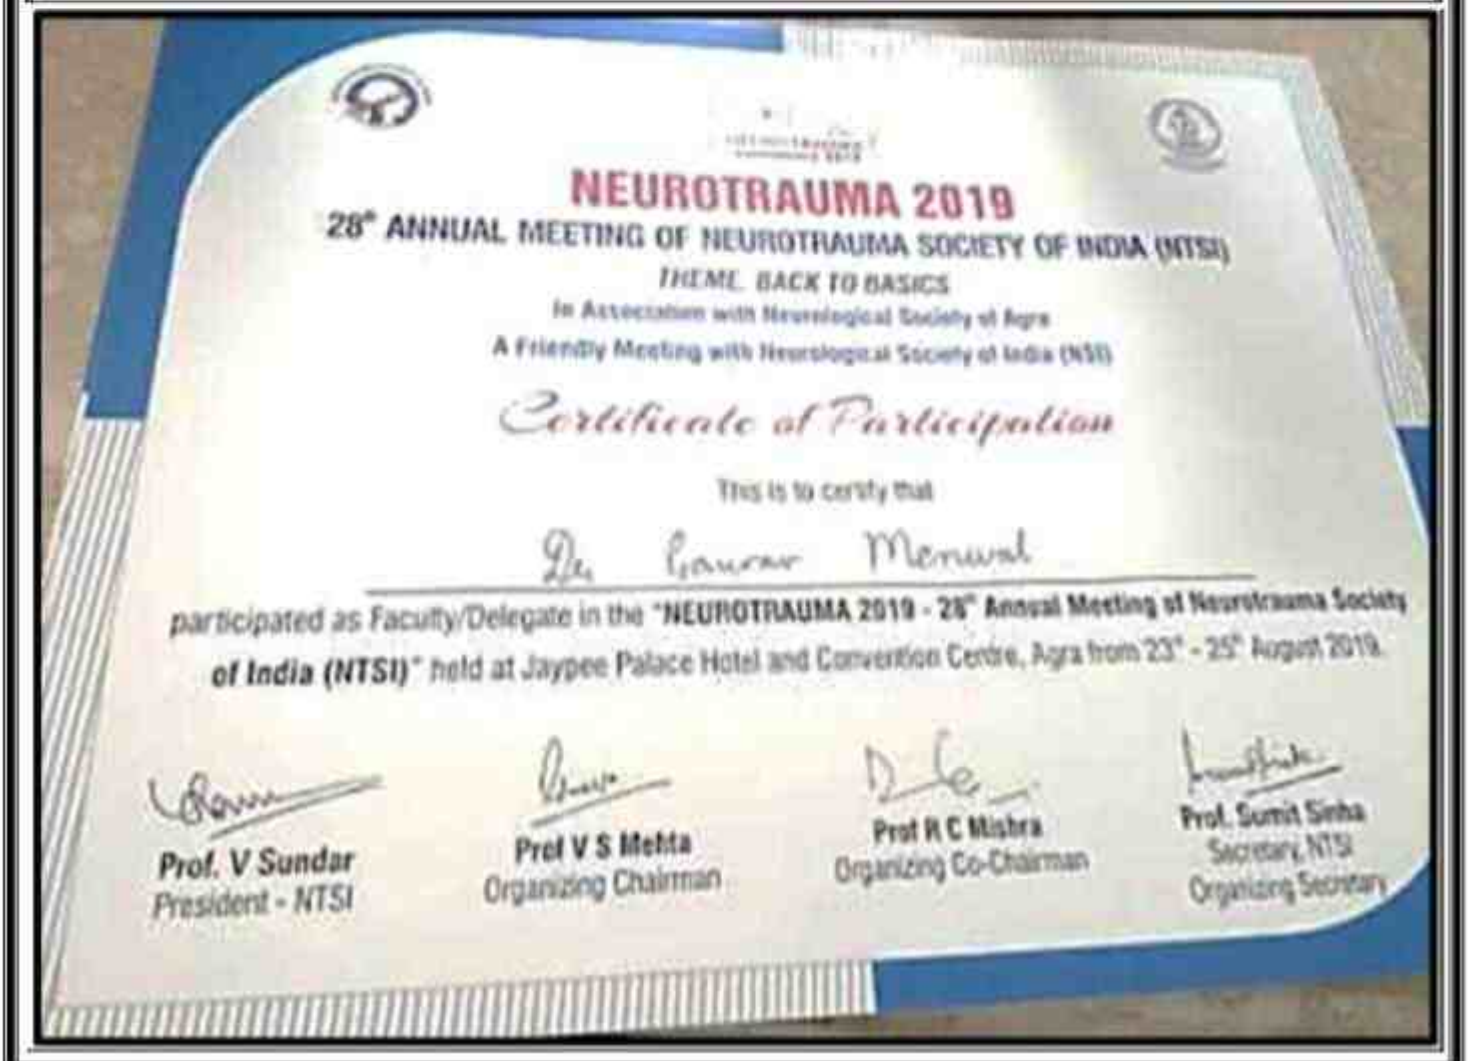 NEUROTRAUMA 2019
28th ANNUAL MEETING OF NEUROTRAUMA SOCIETY OF INDIA (NTSI)
THEME. BACK TO BASICS
In Association with Neurological Society of Agra
A Friendly Meeting with Neurological Society of India (NSI)
Certificate of Participation
This is to certify that
Dr. Gaurav Menwal
participated as Faculty/Delegate in the "NEUROTRAUMA 2019 - 28th Annual Meeting of Neurotrauma Society
of India (NTSI)" held at Jaypee Palace Hotel and Convention Centre, Agra from 23rd - 25th August 2019.
Prof. V Sundar
President - NTSI
Prof V S Mehta
Organizing Chairman
Prof R C Mishra
Organizing Co-Chairman
Prof. Sumit Sinha
Secretary, NTSI
Organizing Secretary